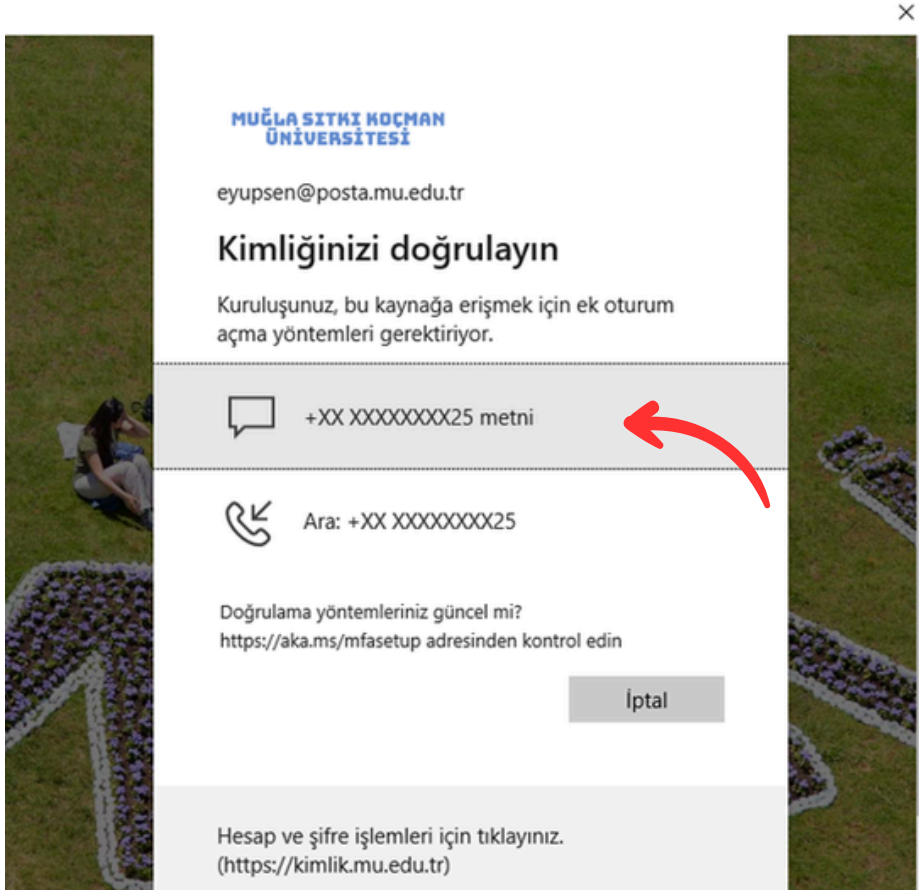 MUĞLA SITKI KOÇMAN
ÜNİVERSİTESİ
eyupsen@posta.mu.edu.tr
Kimliğinizi doğrulayın
Kuruluşunuz, bu kaynağa erişmek için ek oturum
açma yöntemleri gerektiriyor.
+XX XXXXXXXX25 metni
Ara: +XX XXXXXXXX25
Doğrulama yöntemleriniz güncel mi?
https://aka.ms/mfasetup adresinden kontrol edin
İptal
Hesap ve şifre işlemleri için tıklayınız.
(https://kimlik.mu.edu.tr)